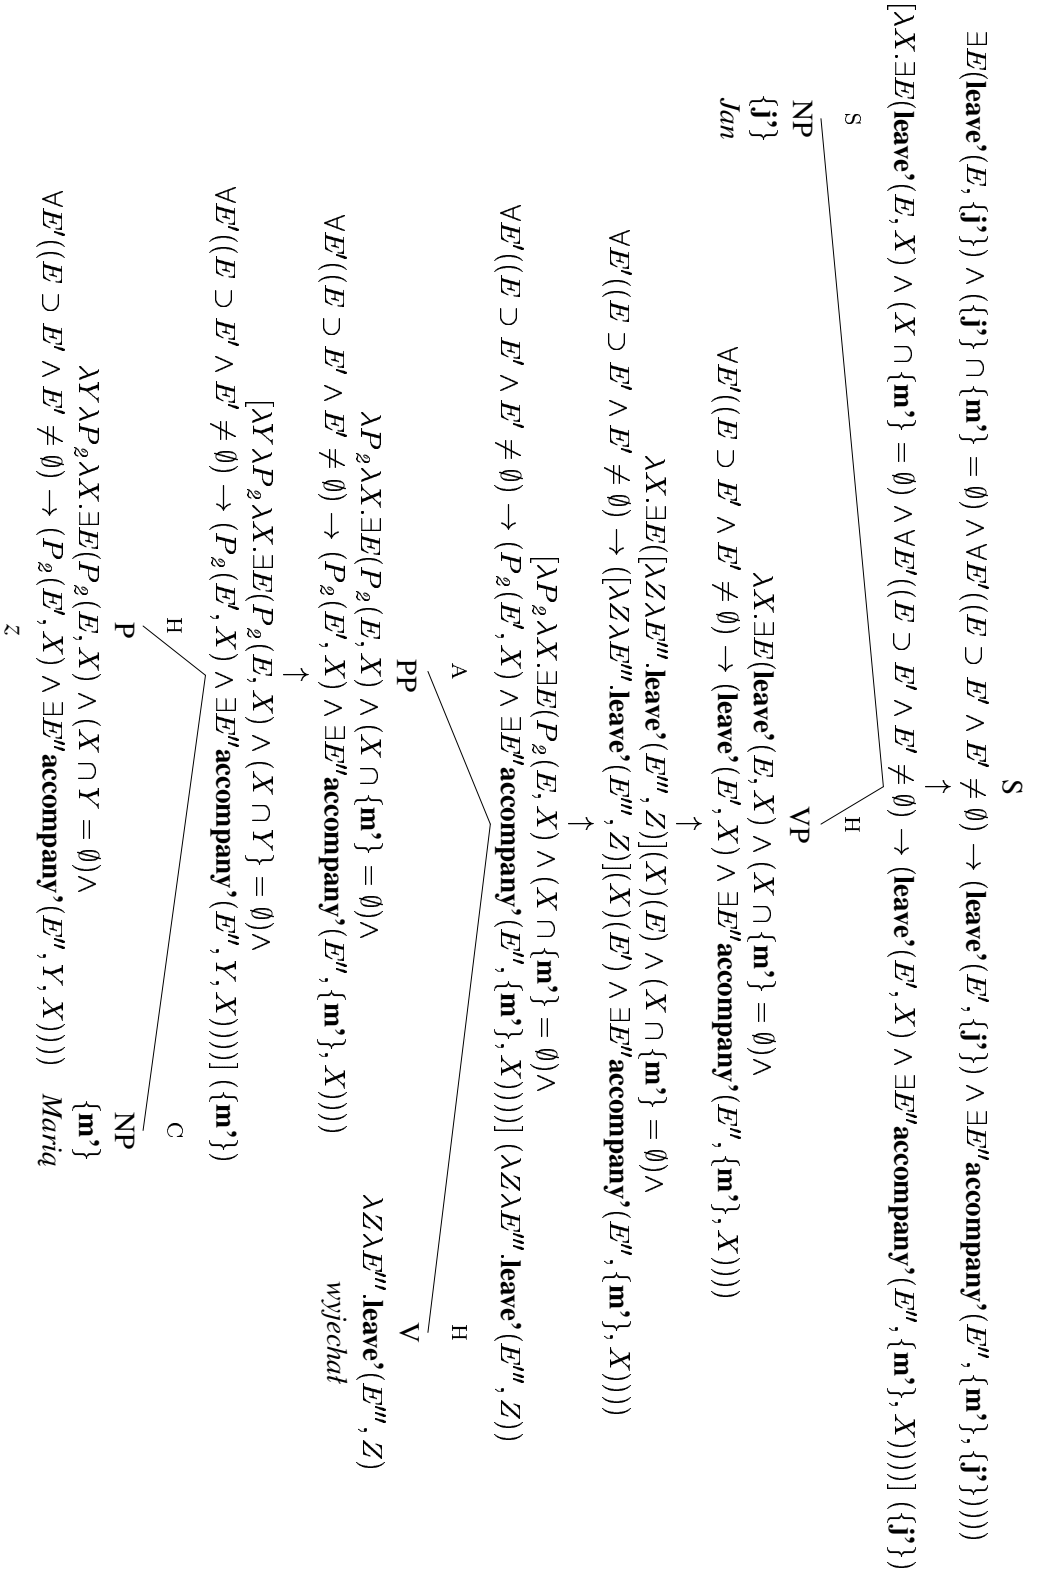 S
∃E(leave’(E, {j’}) ∧ ({j’} ∩ {m’} = ∅) ∧ ∀E′((E ⊃ E′ ∧ E′ ≠ ∅) → (leave’(E′, {j’}) ∧ ∃E″accompany’(E″, {m’}, {j’}))))
↓
[λX.∃E(leave’(E, X) ∧ (X ∩ {m’} = ∅) ∧ ∀E′((E ⊃ E′ ∧ E′ ≠ ∅) → (leave’(E′, X) ∧ ∃E″accompany’(E″, {m’}, X))))] ({j’})
S H
NP VP
{j’} λX.∃E(leave’(E, X) ∧ (X ∩ {m’} = ∅)∧
Jan ∀E′((E ⊃ E′ ∧ E′ ≠ ∅) → (leave’(E′, X) ∧ ∃E″accompany’(E″, {m’}, X))))
↓
λX.∃E([λZλE‴.leave’(E‴, Z)](X)(E) ∧ (X ∩ {m’} = ∅)∧
∀E′((E ⊃ E′ ∧ E′ ≠ ∅) → ([λZλE‴.leave’(E‴, Z)](X)(E′) ∧ ∃E″accompany’(E″, {m’}, X))))
↓
[λP₂λX.∃E(P₂(E, X) ∧ (X ∩ {m’} = ∅)∧
∀E′((E ⊃ E′ ∧ E′ ≠ ∅) → (P₂(E′, X) ∧ ∃E″accompany’(E″, {m’}, X))))] (λZλE‴.leave’(E‴, Z))
A H
PP V
λP₂λX.∃E(P₂(E, X) ∧ (X ∩ {m’} = ∅)∧ λZλE‴.leave’(E‴, Z)
∀E′((E ⊃ E′ ∧ E′ ≠ ∅) → (P₂(E′, X) ∧ ∃E″accompany’(E″, {m’}, X)))) wyjechał
↓
[λYλP₂λX.∃E(P₂(E, X) ∧ (X ∩ Y} = ∅)∧
∀E′((E ⊃ E′ ∧ E′ ≠ ∅) → (P₂(E′, X) ∧ ∃E″accompany’(E″, Y, X))))] ({m’})
H C
P NP
λYλP₂λX.∃E(P₂(E, X) ∧ (X ∩ Y = ∅)∧ {m’}
∀E′((E ⊃ E′ ∧ E′ ≠ ∅) → (P₂(E′, X) ∧ ∃E″accompany’(E″, Y, X)))) Marią
z